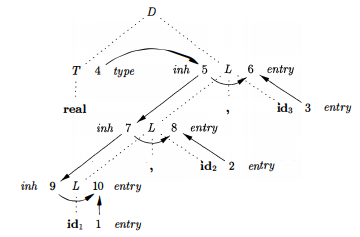 D
T 4 type inh 5 L 6 entry
real , id3 3 entry
inh 7 L 8 entry
, id2 2 entry
inh 9 L 10 entry
id1 1 entry